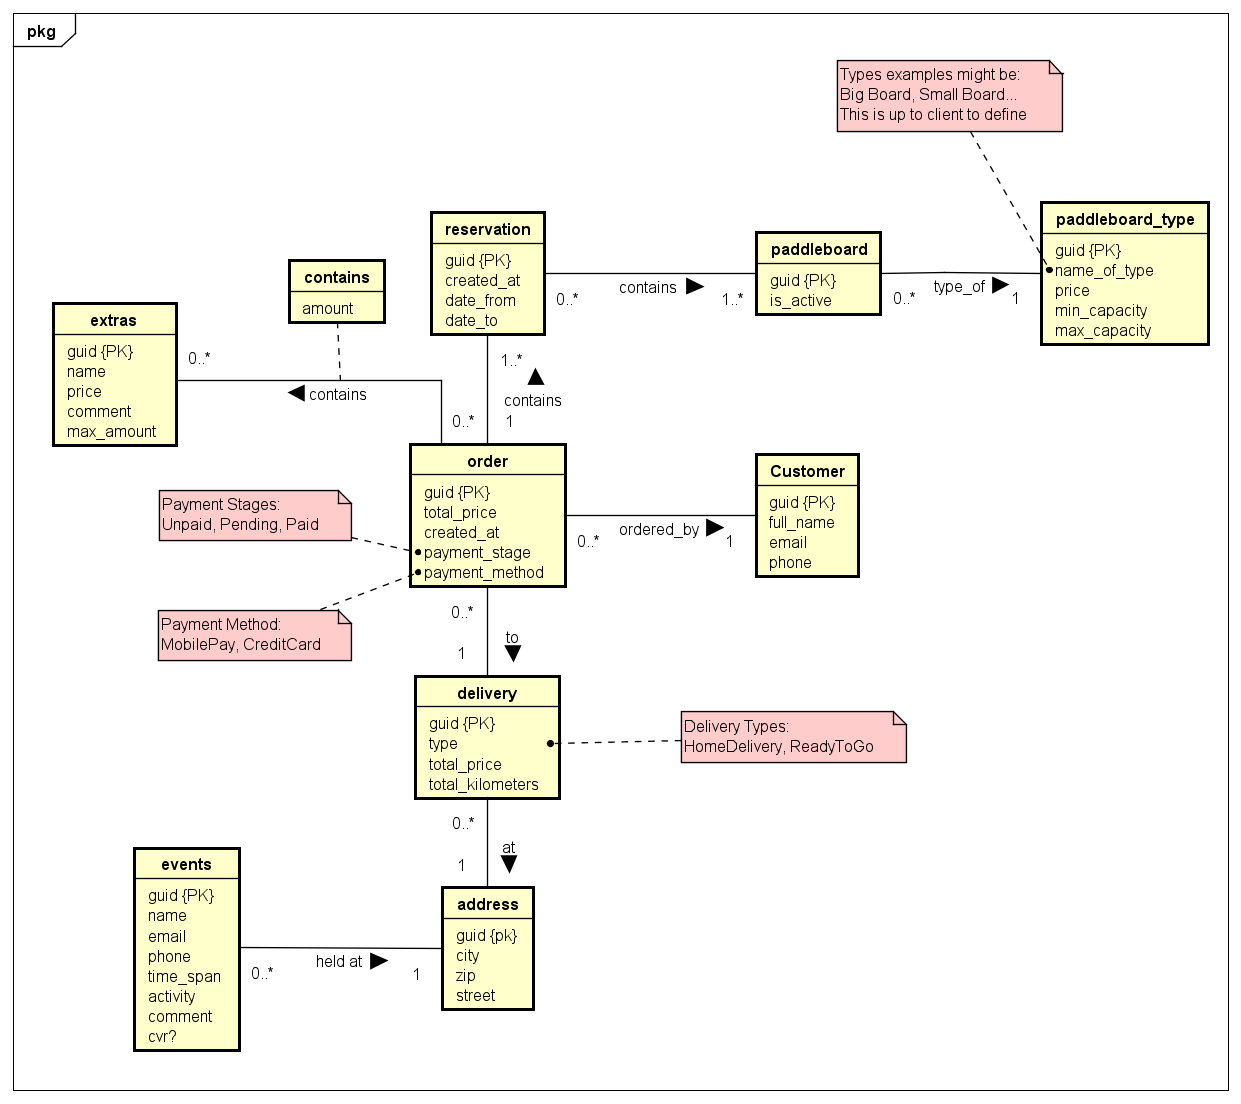 pkg
Types examples might be:
Big Board, Small Board...
This is up to client to define
reservation
guid {PK}
created_at
date_from
date_to
0..*
contains
1..*
paddleboard
guid {PK}
is_active
0..*
type_of
1
paddleboard_type
guid {PK}
name_of_type
price
min_capacity
max_capacity
contains
amount
extras
guid {PK}
name
price
comment
max_amount
0..*
contains
0..*
1..*
contains
1
order
guid {PK}
total_price
created_at
payment_stage
payment_method
Payment Stages:
Unpaid, Pending, Paid
Payment Method:
MobilePay, CreditCard
0..*
ordered_by
1
Customer
guid {PK}
full_name
email
phone
0..*
to
1
delivery
guid {PK}
type
total_price
total_kilometers
Delivery Types:
HomeDelivery, ReadyToGo
0..*
at
1
events
guid {PK}
name
email
phone
time_span
activity
comment
cvr?
0..*
held at
1
address
guid {pk}
city
zip
street